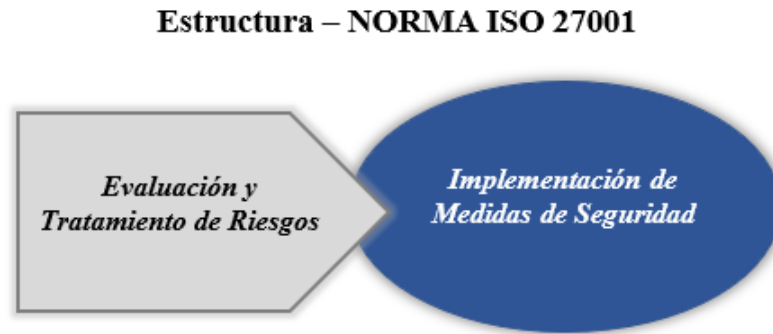 Estructura – NORMA ISO 27001
Evaluación y
Tratamiento de Riesgos
Implementación de
Medidas de Seguridad